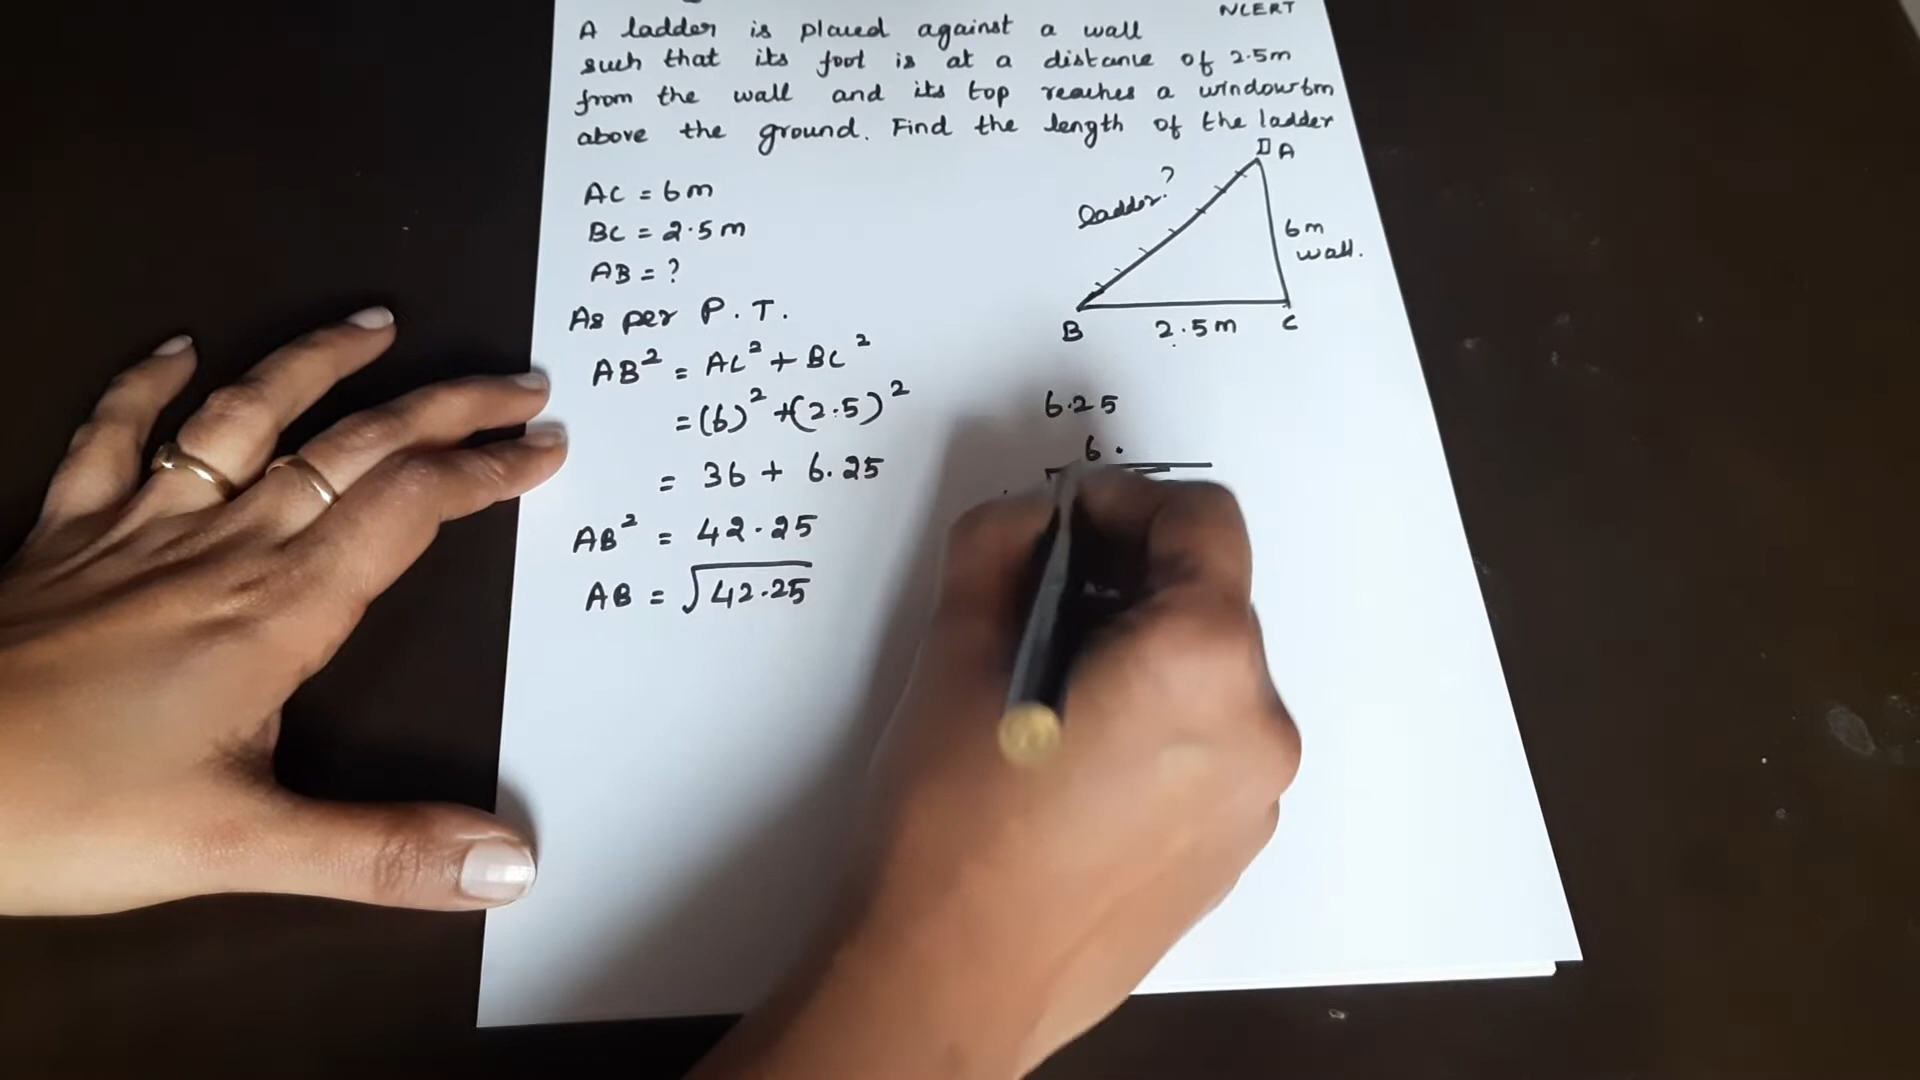 NCERT
A ladder is placed against a wall
such that its foot is at a distance of 2.5m
from the wall and its top reaches a window 6m
above the ground. Find the length of the ladder
AC = 6m
BC = 2.5m
AB = ?
As per P.T.
AB² = AC² + BC²
= (6)² + (2.5)²
= 36 + 6.25
AB² = 42.25
AB = √42.25
A
ladder ?
6m
wall.
B 2.5m C
6.25
6.